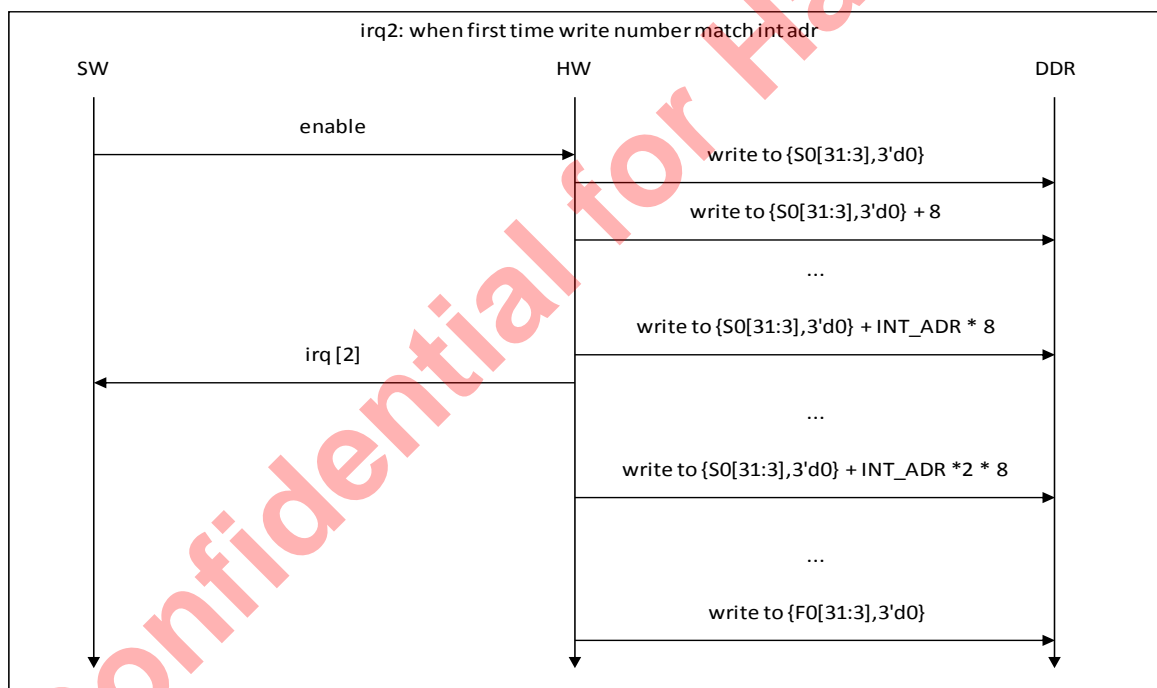 irq2: when first time write number match int adr
SW
HW
DDR
enable
write to {S0[31:3],3'd0}
write to {S0[31:3],3'd0} + 8
...
write to {S0[31:3],3'd0} + INT_ADR * 8
irq [2]
...
write to {S0[31:3],3'd0} + INT_ADR *2 * 8
...
write to {F0[31:3],3'd0}
onfidential for Ha